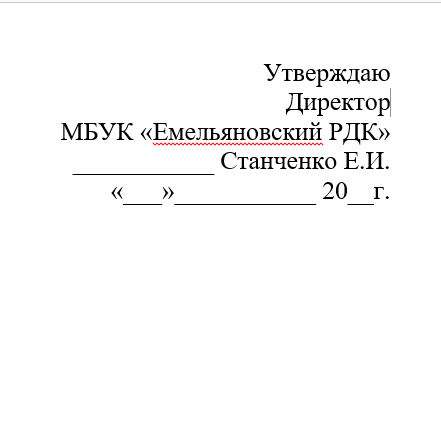 Утверждаю
Директор
МБУК «Емельяновский РДК»
___________ Станченко Е.И.
«___»___________ 20__г.